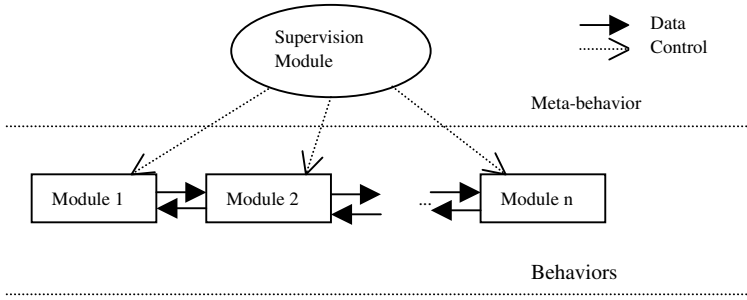 Supervision
Module
Data
Control
Meta-behavior
Module 1
Module 2
...
Module n
Behaviors